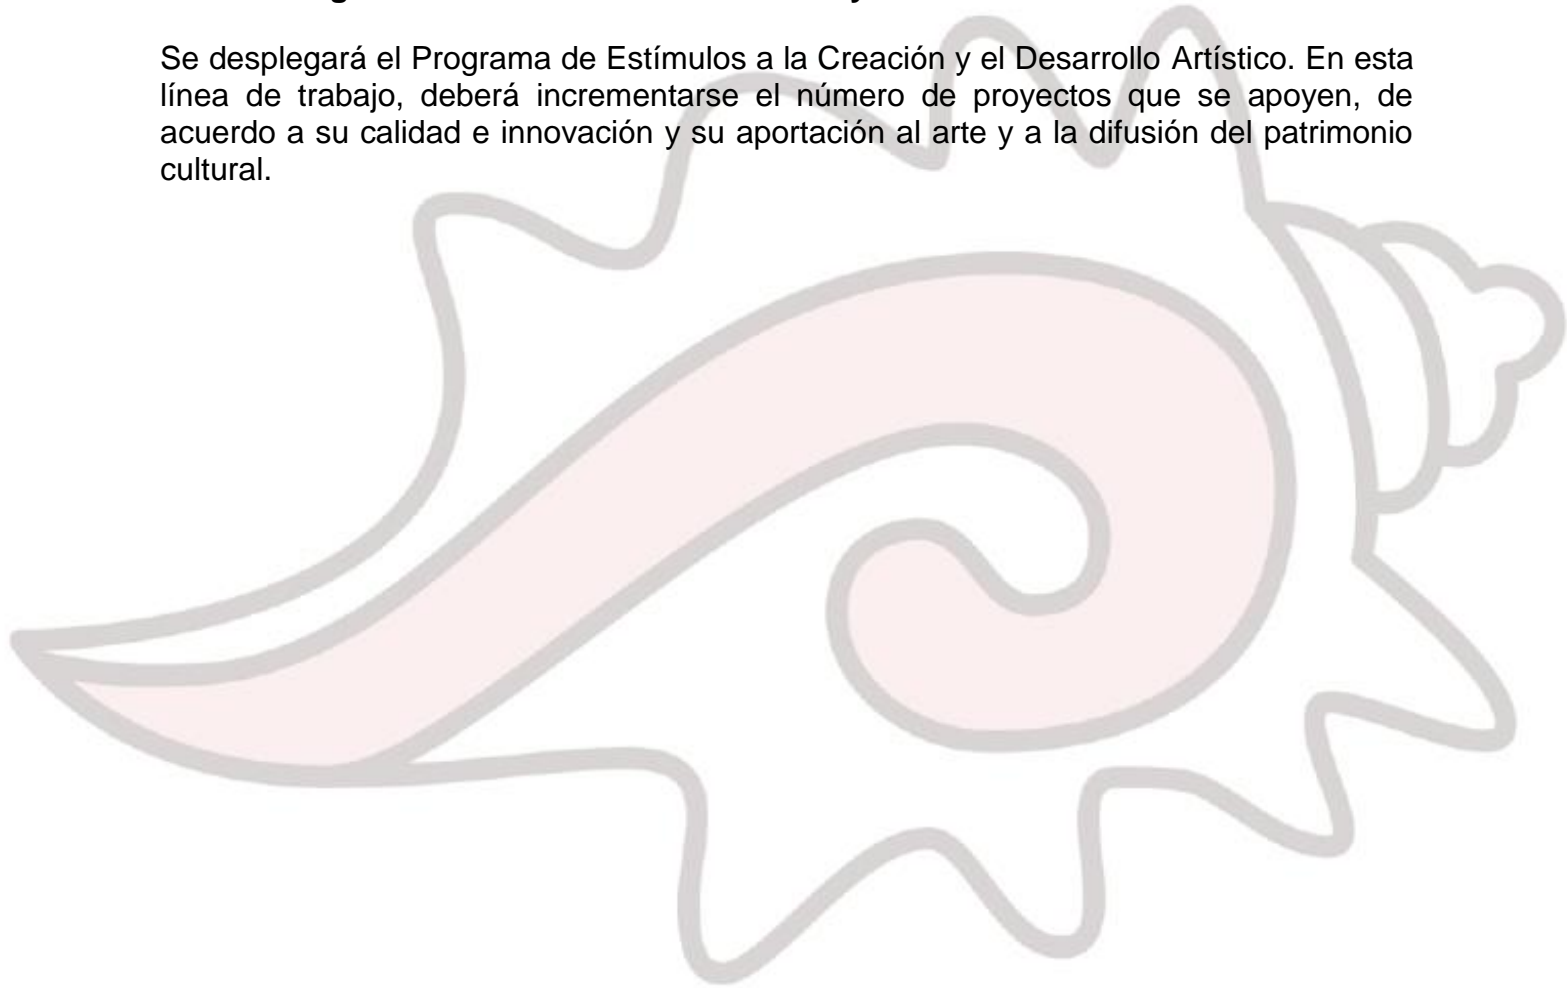 Se desplegará el Programa de Estímulos a la Creación y el Desarrollo Artístico. En esta
línea de trabajo, deberá incrementarse el número de proyectos que se apoyen, de
acuerdo a su calidad e innovación y su aportación al arte y a la difusión del patrimonio
cultural.